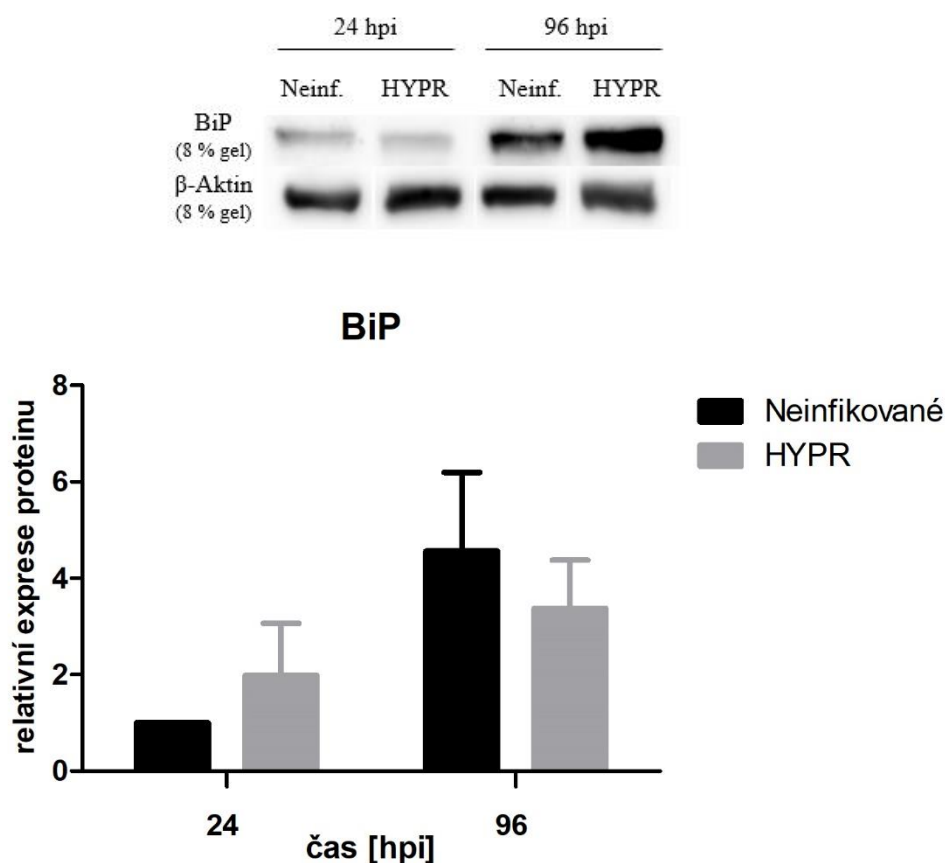 24 hpi 96 hpi
Neinf. HYPR Neinf. HYPR
BiP
(8 % gel)
β-Aktin
(8 % gel)
BiP
8
6
4
2
0
relativní exprese proteinu
24 96
čas [hpi]
Neinfikované
HYPR